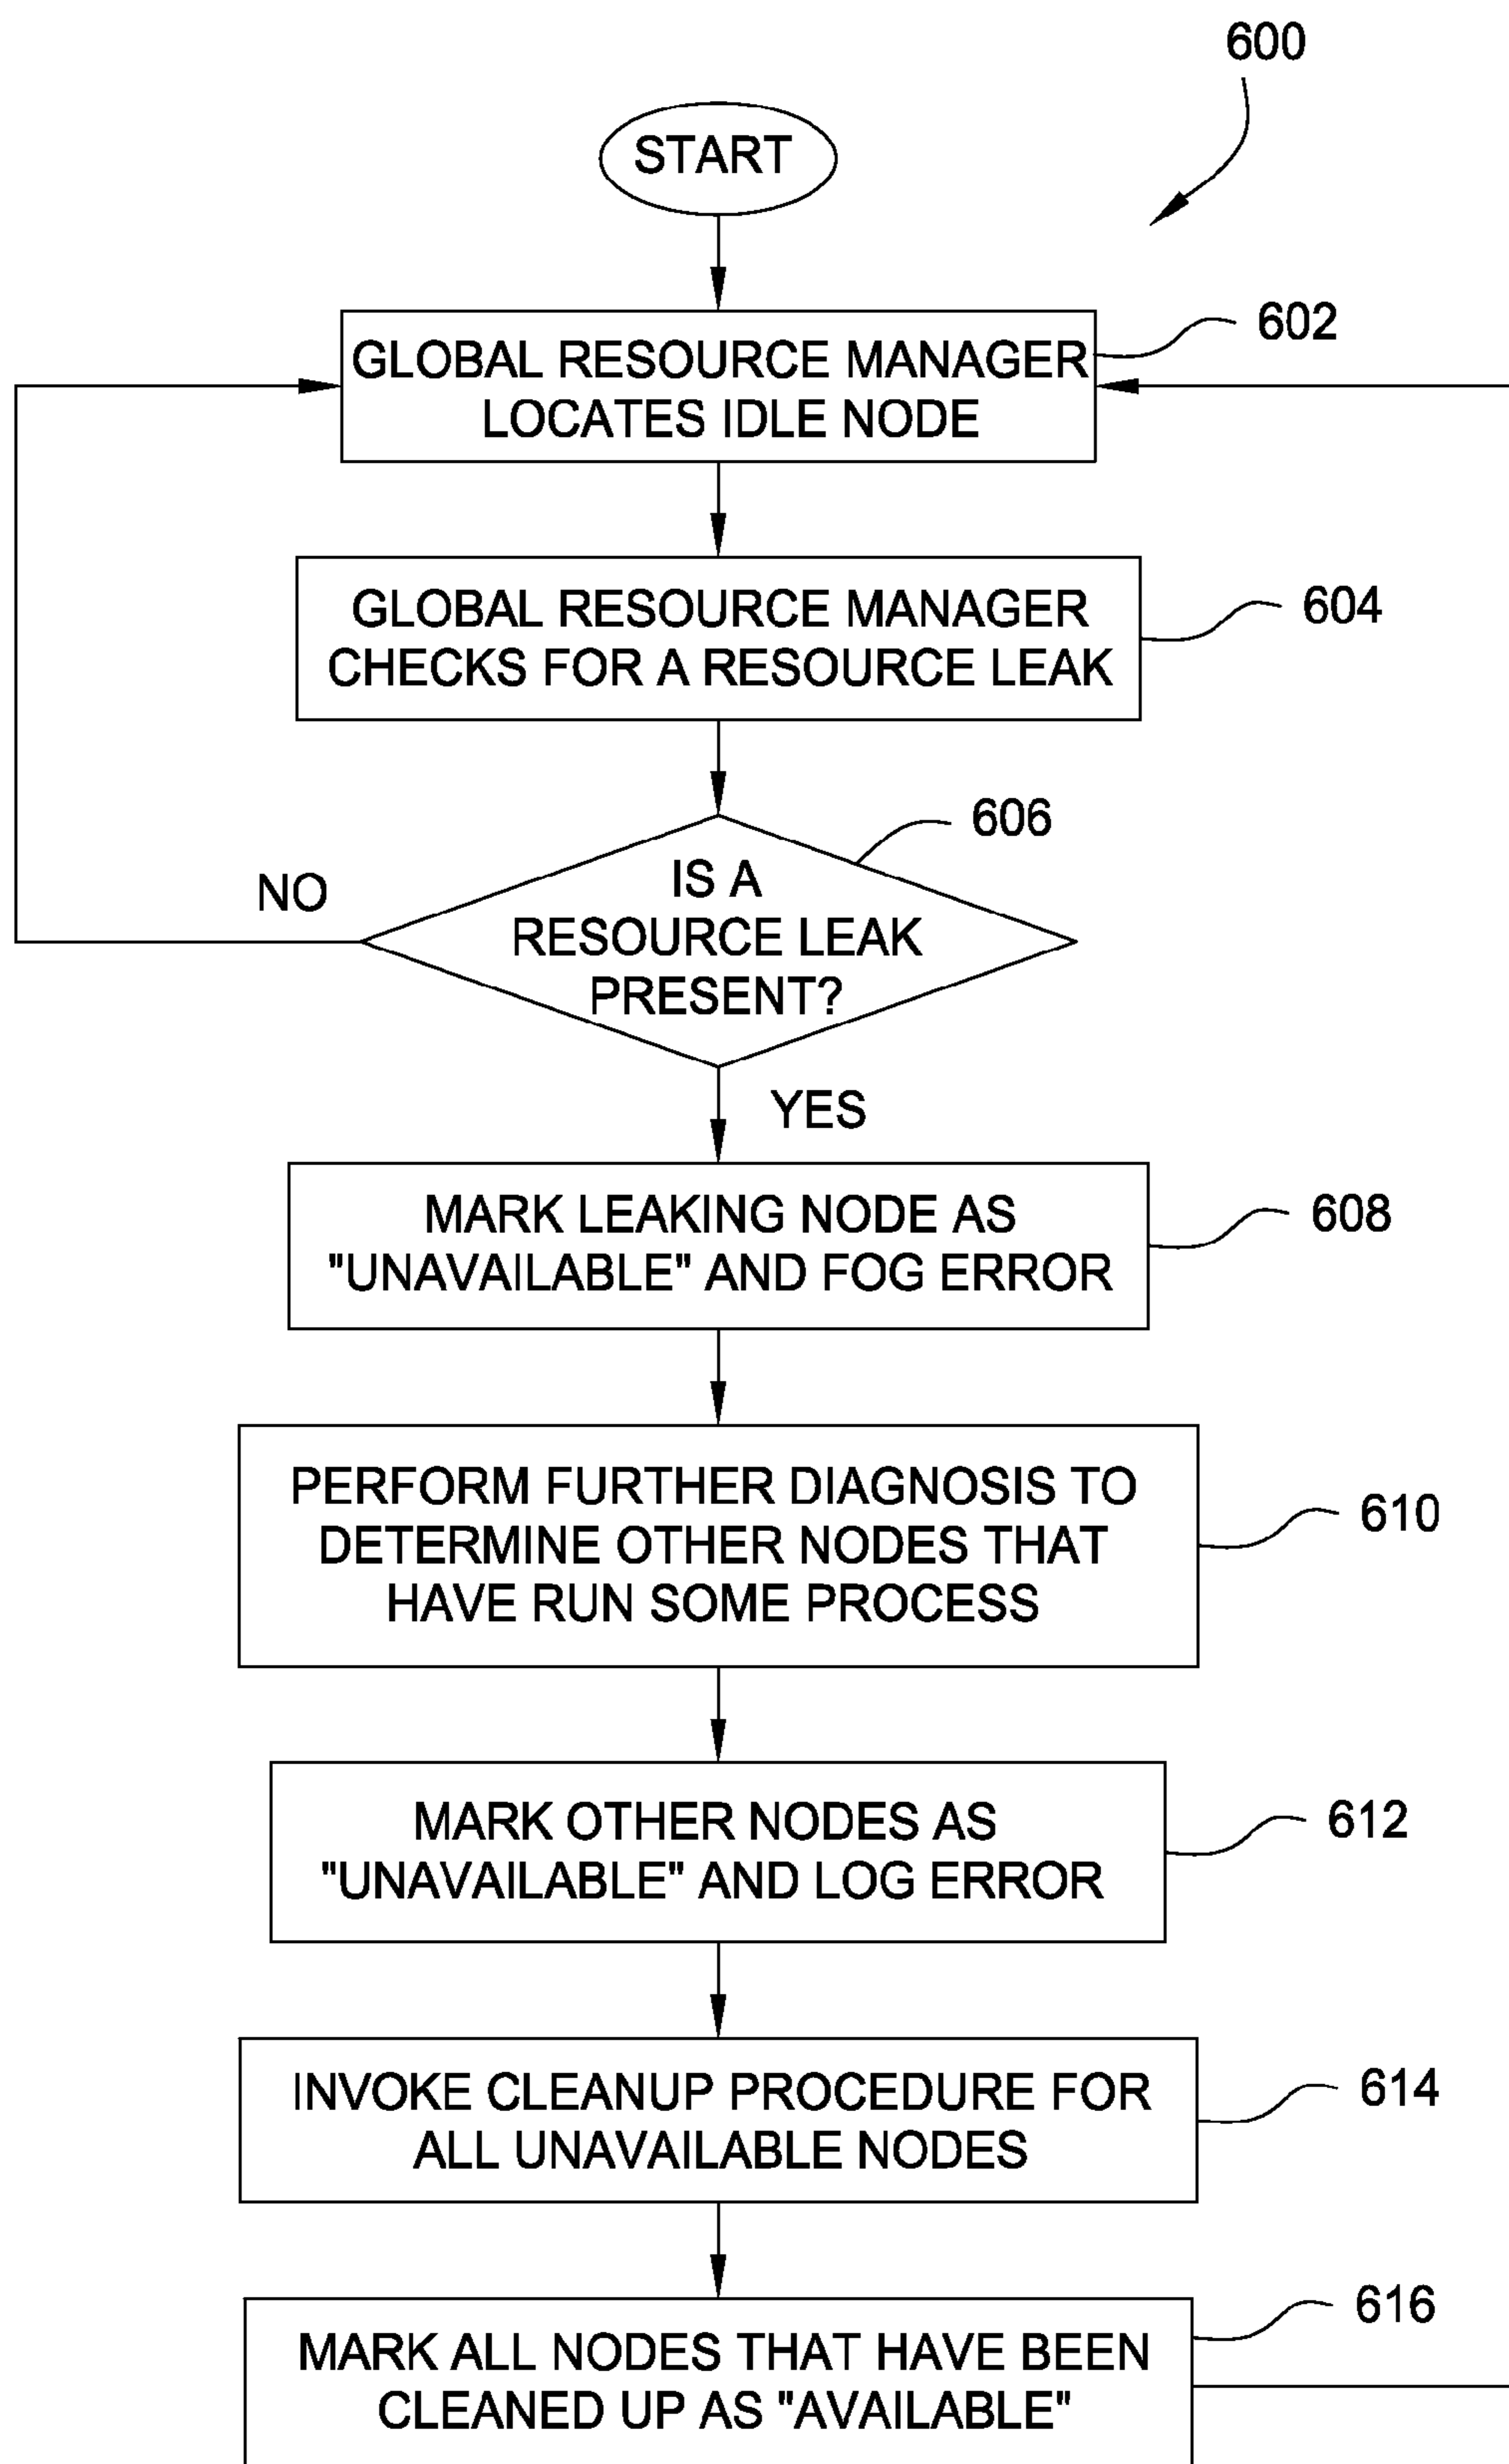 600
START
GLOBAL RESOURCE MANAGER
LOCATES IDLE NODE
602
GLOBAL RESOURCE MANAGER
CHECKS FOR A RESOURCE LEAK
604
IS A
RESOURCE LEAK
PRESENT?
606
NO
YES
MARK LEAKING NODE AS
"UNAVAILABLE" AND FOG ERROR
608
PERFORM FURTHER DIAGNOSIS TO
DETERMINE OTHER NODES THAT
HAVE RUN SOME PROCESS
610
MARK OTHER NODES AS
"UNAVAILABLE" AND LOG ERROR
612
INVOKE CLEANUP PROCEDURE FOR
ALL UNAVAILABLE NODES
614
MARK ALL NODES THAT HAVE BEEN
CLEANED UP AS "AVAILABLE"
616